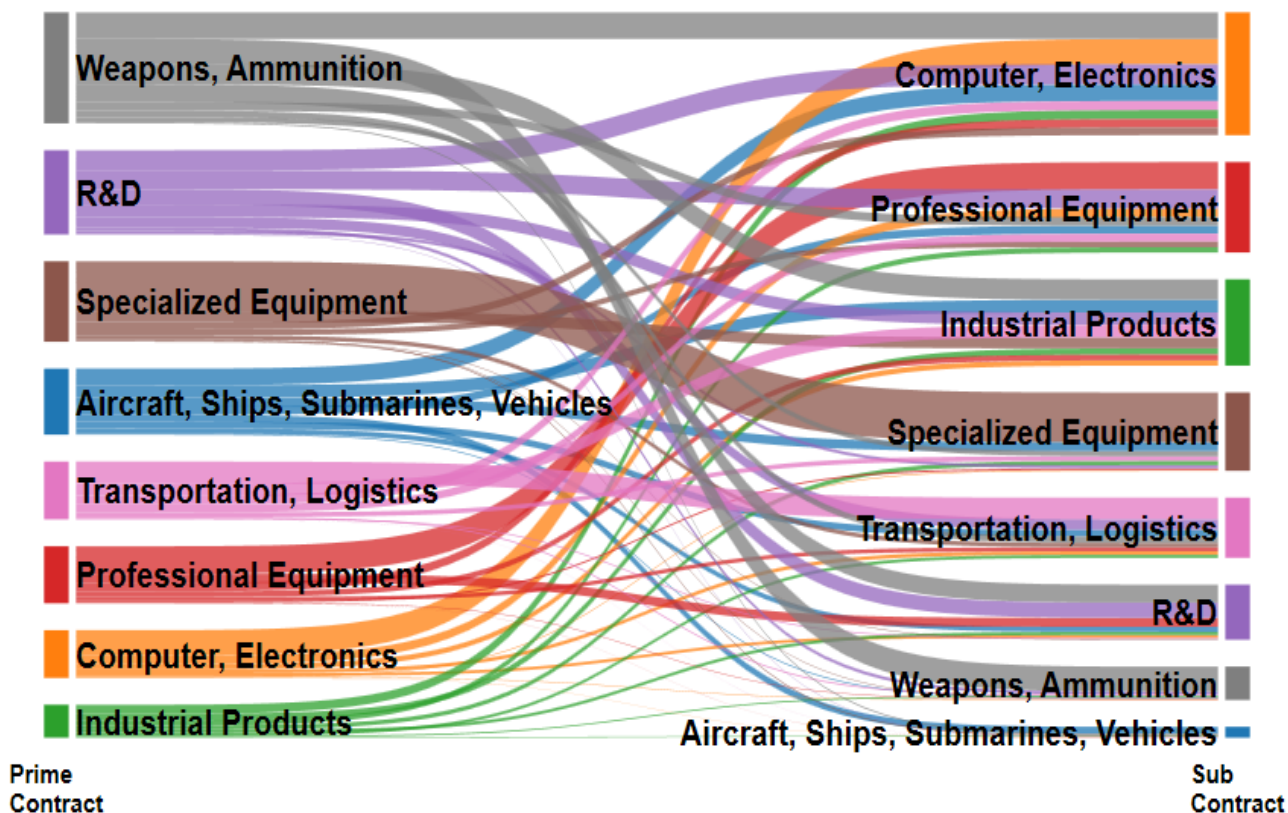 Weapons, Ammunition
R&D
Specialized Equipment
Aircraft, Ships, Submarines, Vehicles
Transportation, Logistics
Professional Equipment
Computer, Electronics
Industrial Products
Prime
Contract
Computer, Electronics
Professional Equipment
Industrial Products
Specialized Equipment
Transportation, Logistics
R&D
Weapons, Ammunition
Aircraft, Ships, Submarines, Vehicles
Sub
Contract